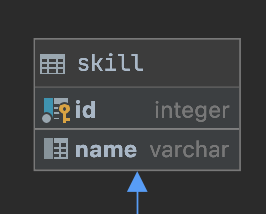 skill
id integer
name varchar